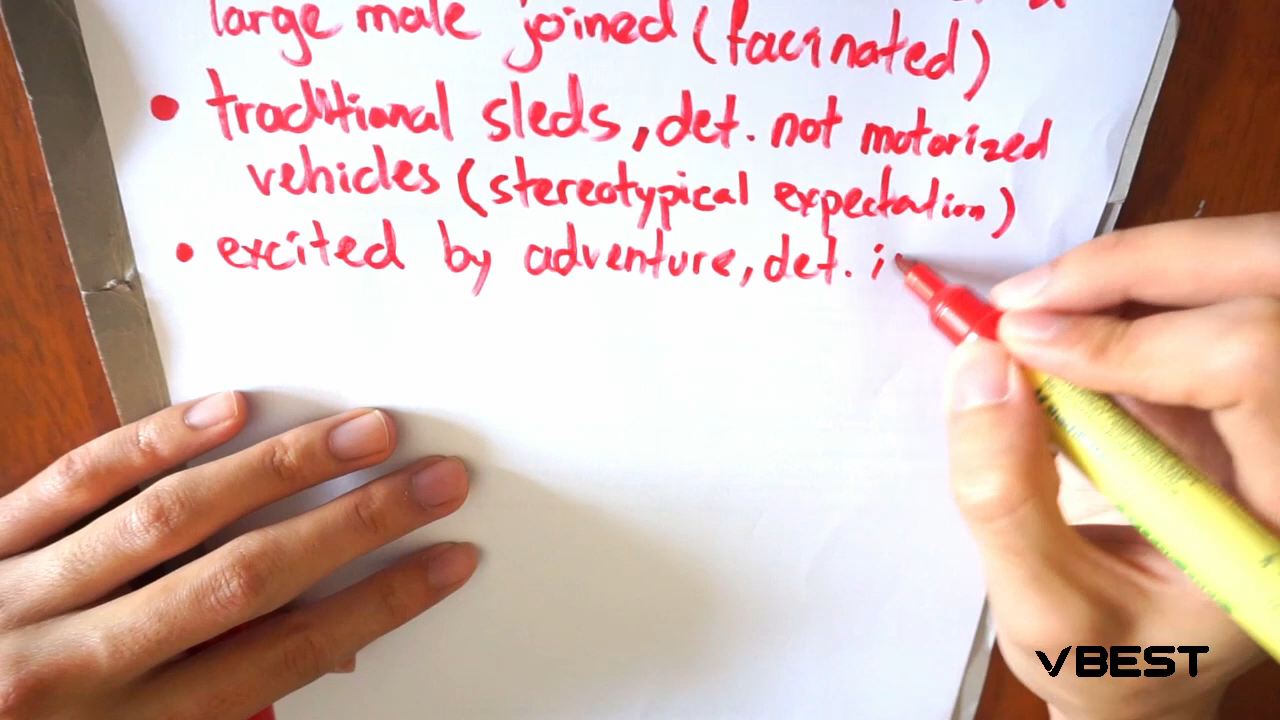 large male joined (facinated)
• traditional sleds, det. not motorized
vehicles (stereotypical expectation)
• excited by adventure, det. i
VBEST